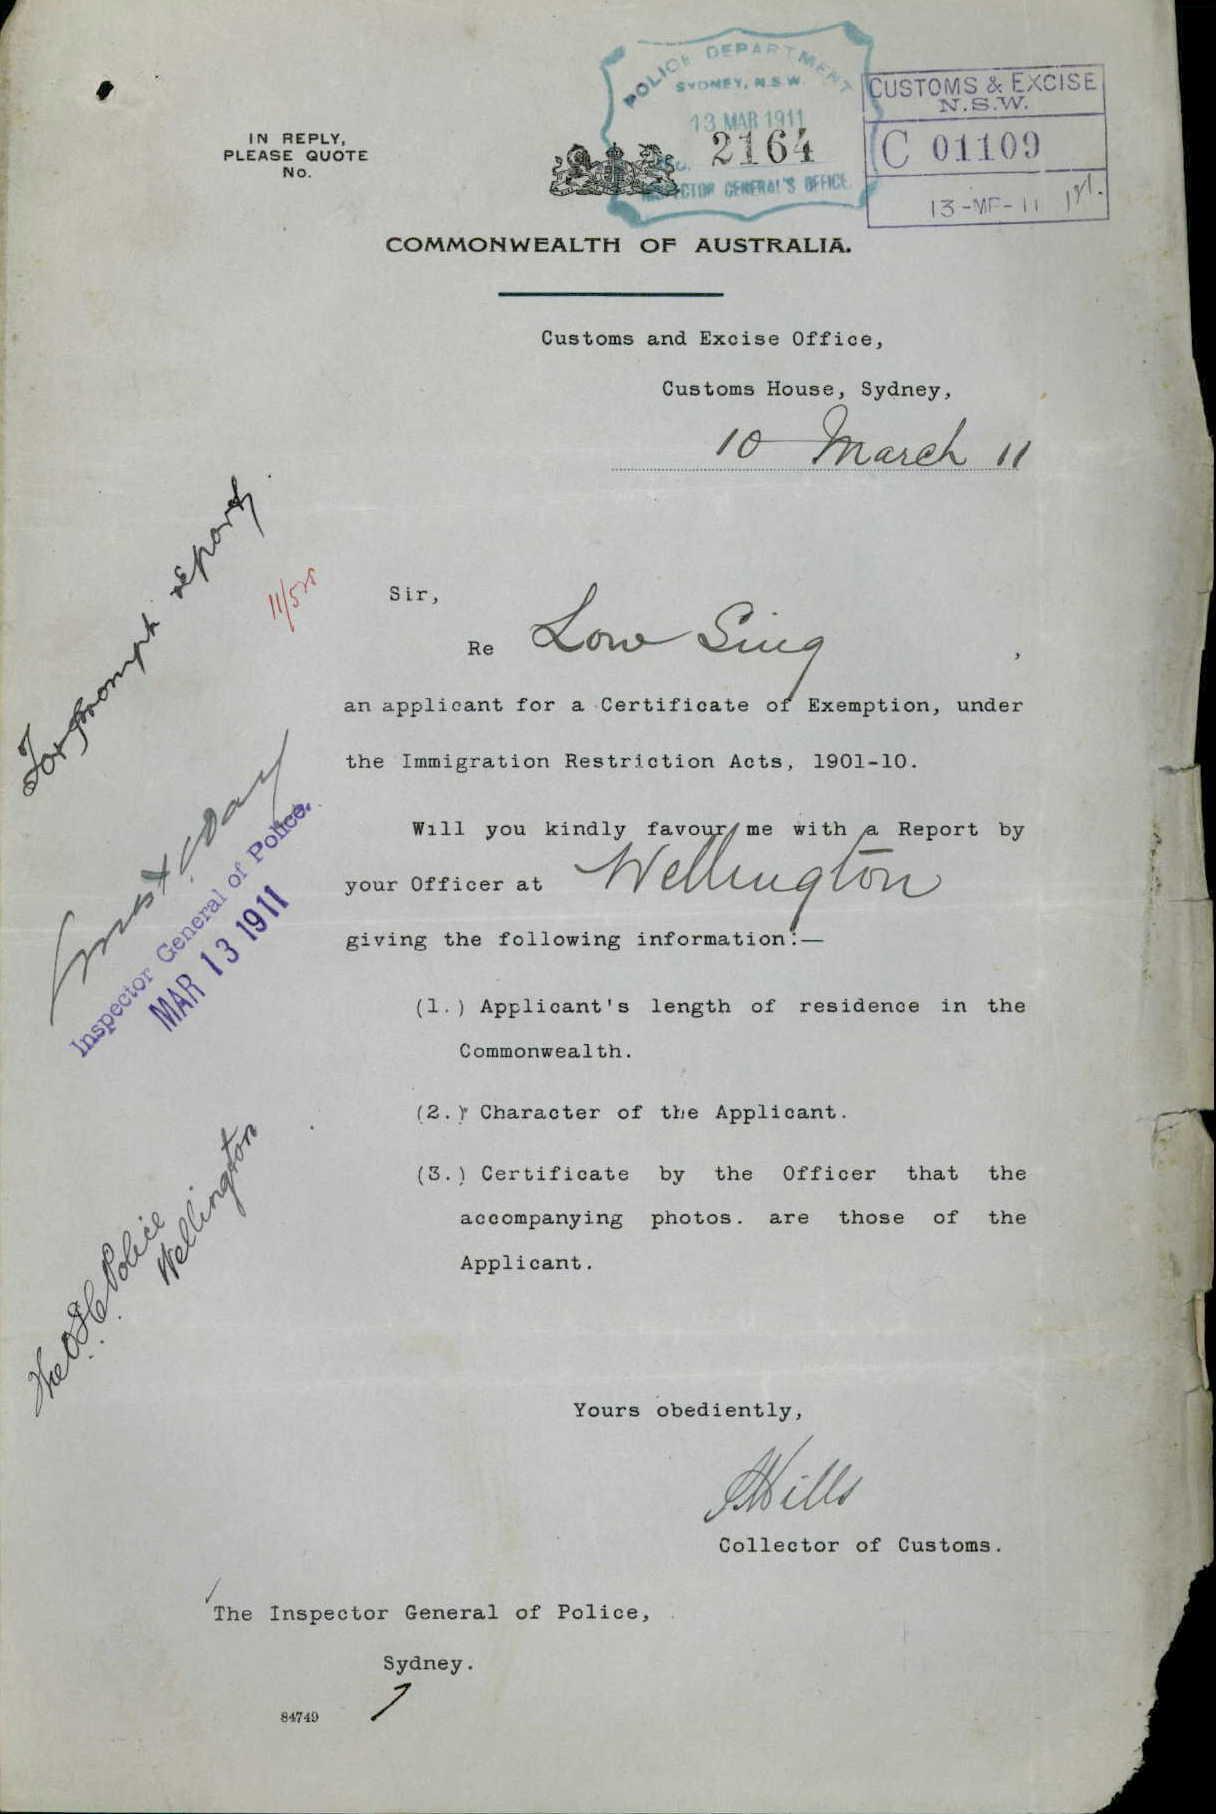 POLICE DEPARTMENT
SYDNEY, N.S.W.
13 MAR 1911
2164
INSPECTOR GENERAL'S OFFICE.
CUSTOMS & EXCISE
N.S.W.
C 01109
13-MR-11
IN REPLY,
PLEASE QUOTE
No.
COMMONWEALTH OF AUSTRALIA.
Customs and Excise Office,
Customs House, Sydney,
10 March 11
For prompt report
Sir,
Re Low Sing ,
an applicant for a Certificate of Exemption, under
the Immigration Restriction Acts, 1901-10.
Will you kindly favour me with a Report by
your Officer at Wellington
giving the following information:—
Inspector General of Police.
MAR 13 1911
(1.) Applicant's length of residence in the
Commonwealth.
(2.) Character of the Applicant.
(3.) Certificate by the Officer that the
accompanying photos. are those of the
Applicant.
The Police
Wellington
Yours obediently,
Mills
Collector of Customs.
The Inspector General of Police,
Sydney.
84749